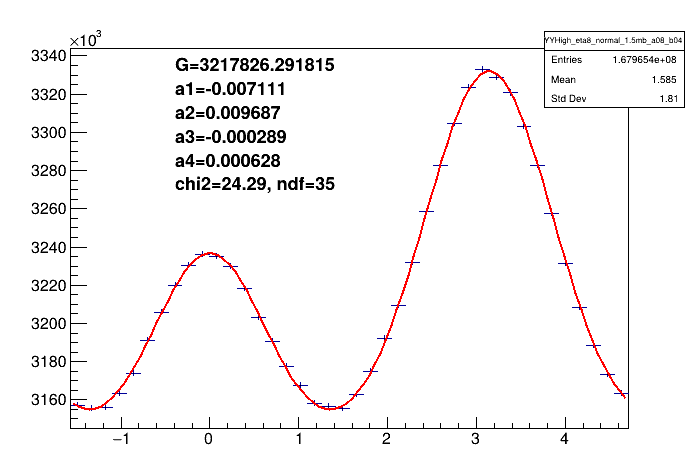 ×10³
YYHigh_eta8_normal_1.5mb_a08_b04
Entries 1.679654e+08
Mean 1.585
Std Dev 1.81
G=3217826.291815
a1=-0.007111
a2=0.009687
a3=-0.000289
a4=0.000628
chi2=24.29, ndf=35
3340
3320
3300
3280
3260
3240
3220
3200
3180
3160
−1 0 1 2 3 4